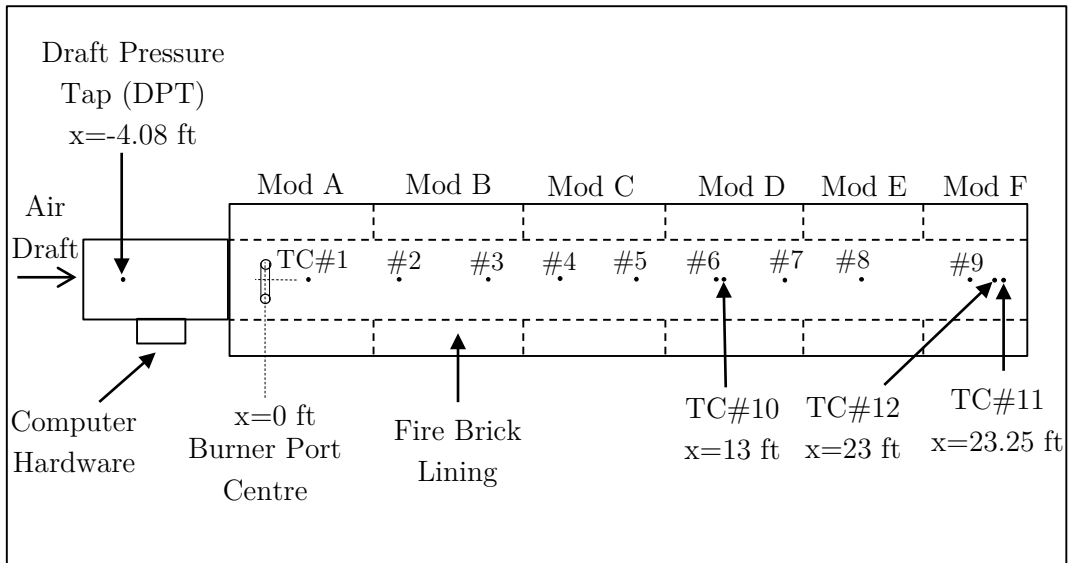 Draft Pressure
Tap (DPT)
x=-4.08 ft
Mod A
Mod B
Mod C
Mod D
Mod E
Mod F
Air
Draft
TC#1
#2
#3
#4
#5
#6
#7
#8
#9
Computer
Hardware
x=0 ft
Burner Port
Centre
Fire Brick
Lining
TC#10
x=13 ft
TC#12
x=23 ft
TC#11
x=23.25 ft